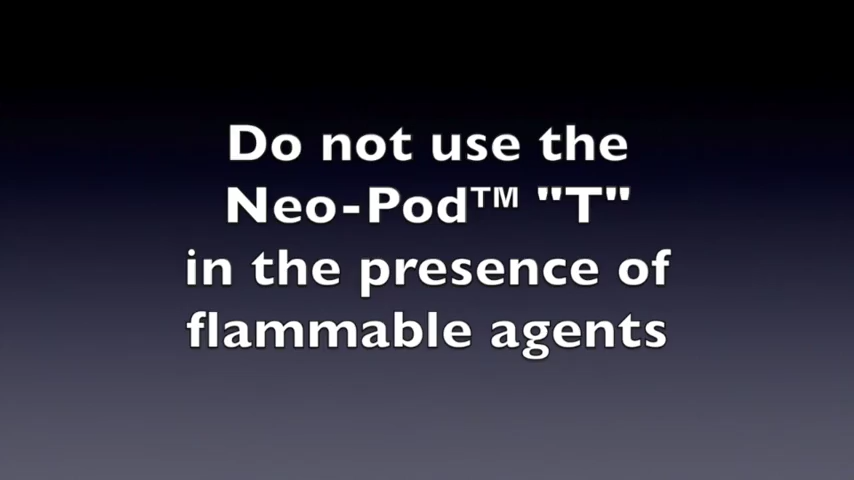 Do not use the
Neo-Pod™ "T"
in the presence of
flammable agents